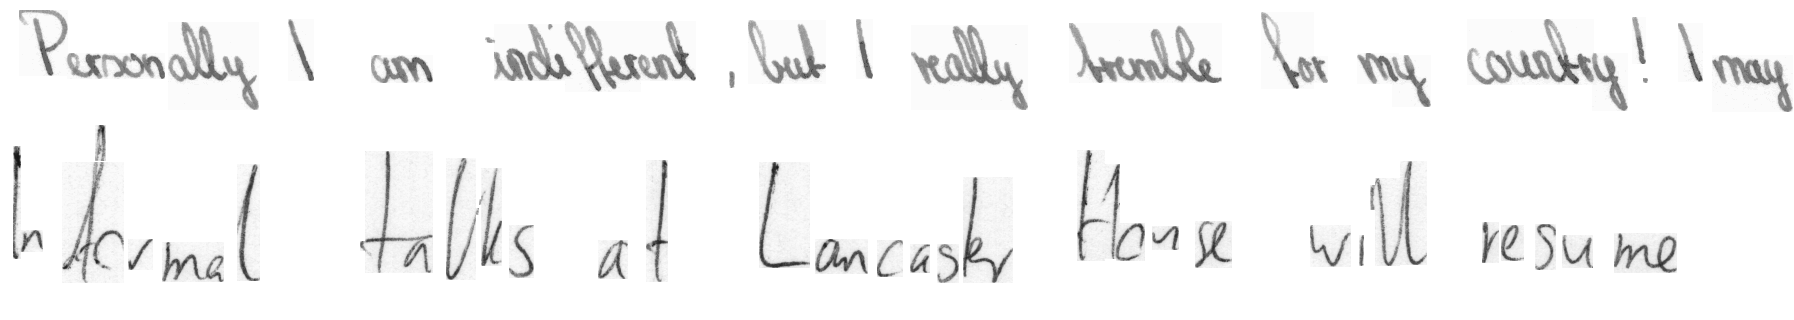 Personally I am indifferent, but I really tremble for my country! I may
Informal talks at Lancaster House will resume